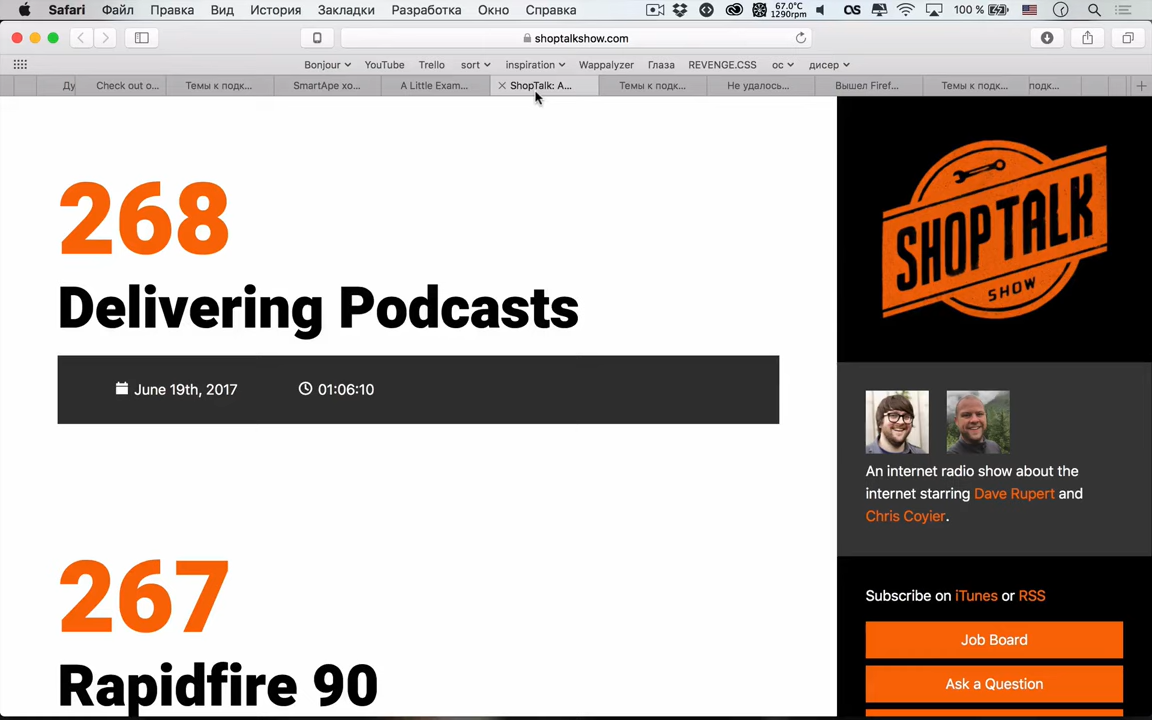 Safari Файл Правка Вид История Закладки Разработка Окно Справка 67.0°C 1290rpm 100 %
shoptalkshow.com
Bonjour YouTube Trello sort inspiration Wappalyzer Глаза REVENGE.CSS ос дисер
Ду Check out o... Темы к подк... SmartApe хо... A Little Exam... ShopTalk: A... Темы к подк... Не удалось... Вышел Firef... Темы к подк... подк...
268
Delivering Podcasts
June 19th, 2017 01:06:10
267
Rapidfire 90
SHOPTALK
SHOW
An internet radio show about the
internet starring Dave Rupert and
Chris Coyier.
Subscribe on iTunes or RSS
Job Board
Ask a Question